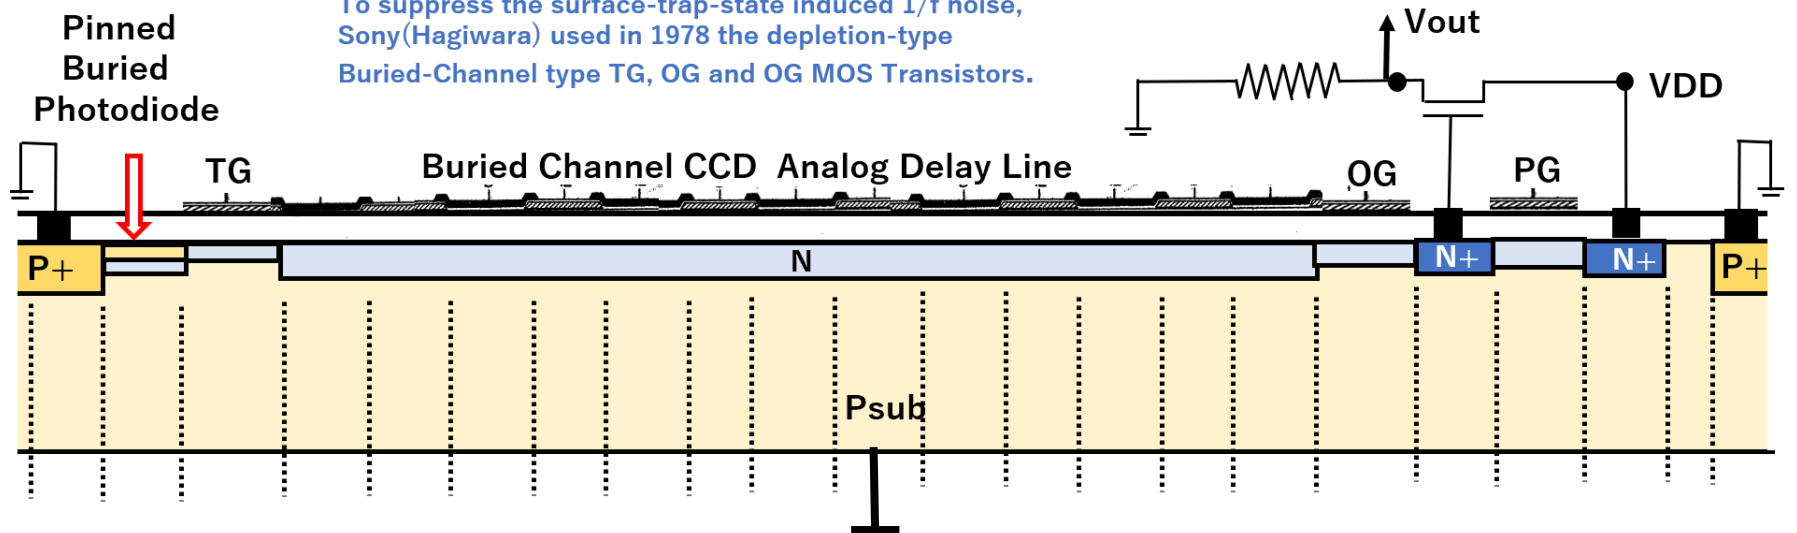 To suppress the surface-trap-state induced 1/f noise,
Sony(Hagiwara) used in 1978 the depletion-type
Buried-Channel type TG, OG and OG MOS Transistors.
Pinned
Buried
Photodiode
Vout
VDD
TG
Buried Channel CCD Analog Delay Line
OG
PG
P+
N
N+
N+
P+
Psub